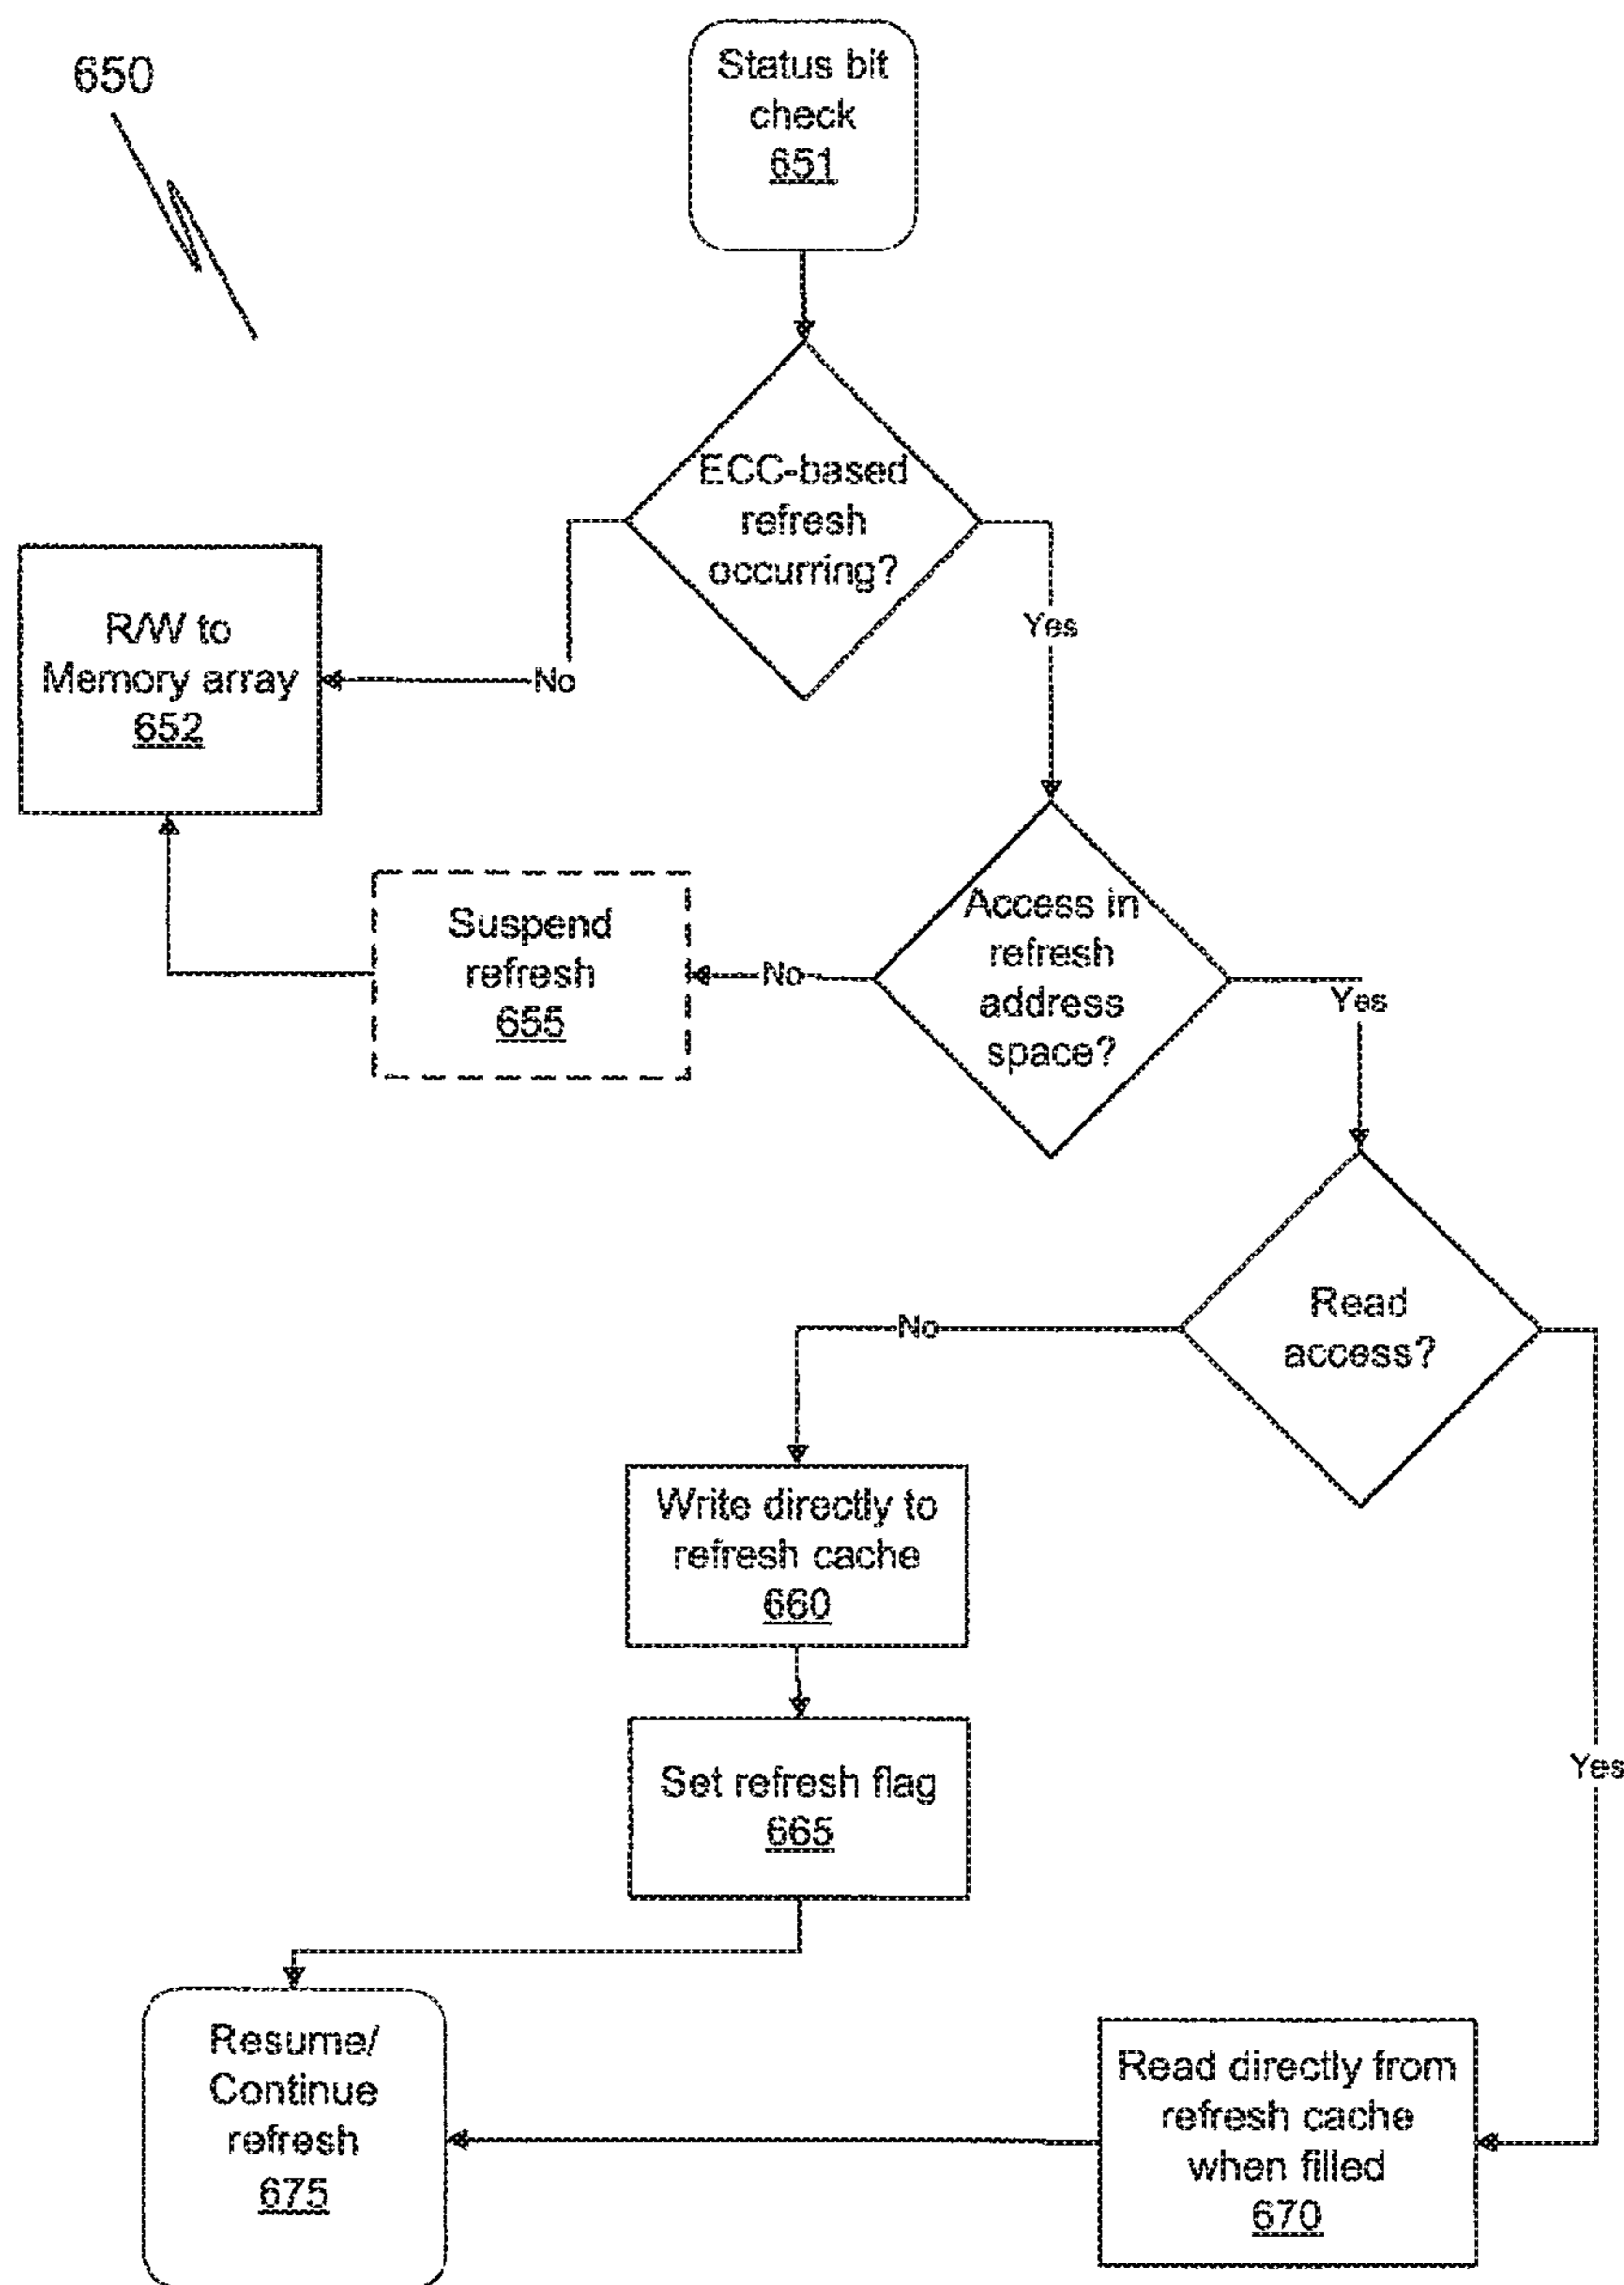 650
Status bit
check
651
ECC-based
refresh
occurring?
No
Yes
R/W to
Memory array
652
Suspend
refresh
655
No
Access in
refresh
address
space?
Yes
Read
access?
No
Yes
Write directly to
refresh cache
660
Set refresh flag
665
Resume/
Continue
refresh
675
Read directly from
refresh cache
when filled
670